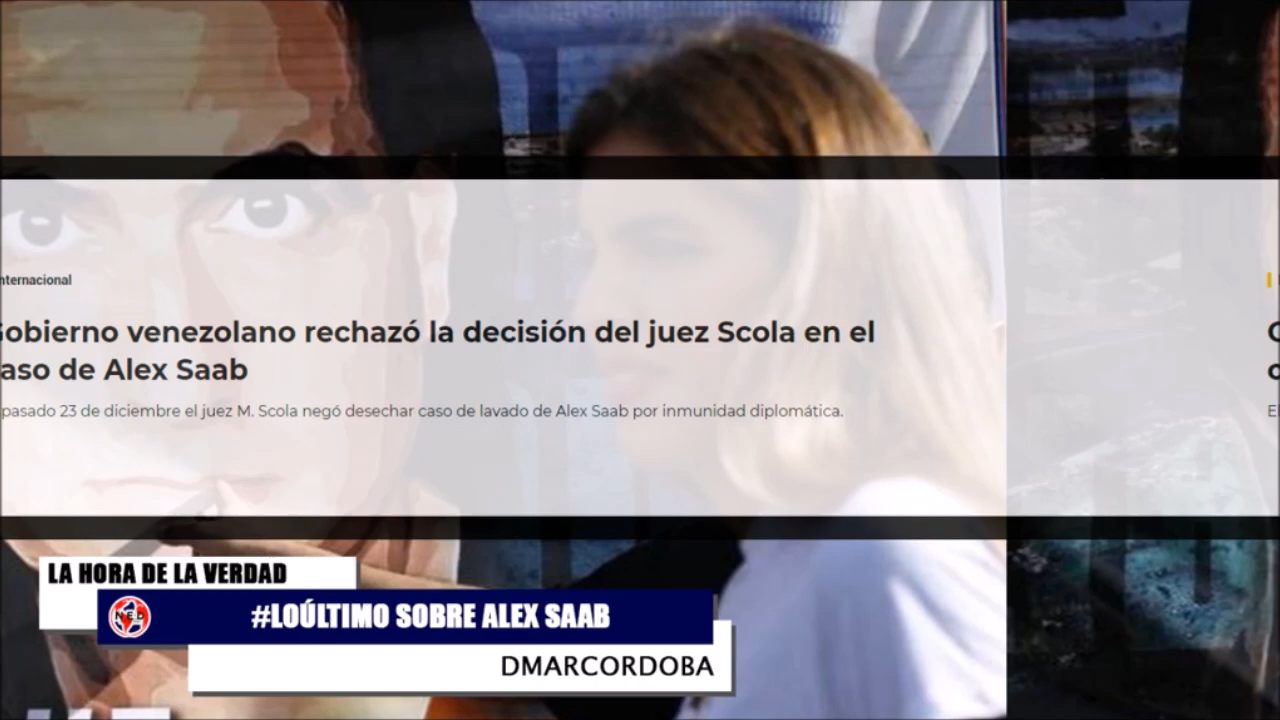 nternacional
obierno venezolano rechazó la decisión del juez Scola en el
aso de Alex Saab
pasado 23 de diciembre el juez M. Scola negó desechar caso de lavado de Alex Saab por inmunidad diplomática.
E
LA HORA DE LA VERDAD
#LOÚLTIMO SOBRE ALEX SAAB
DMARCORDOBA